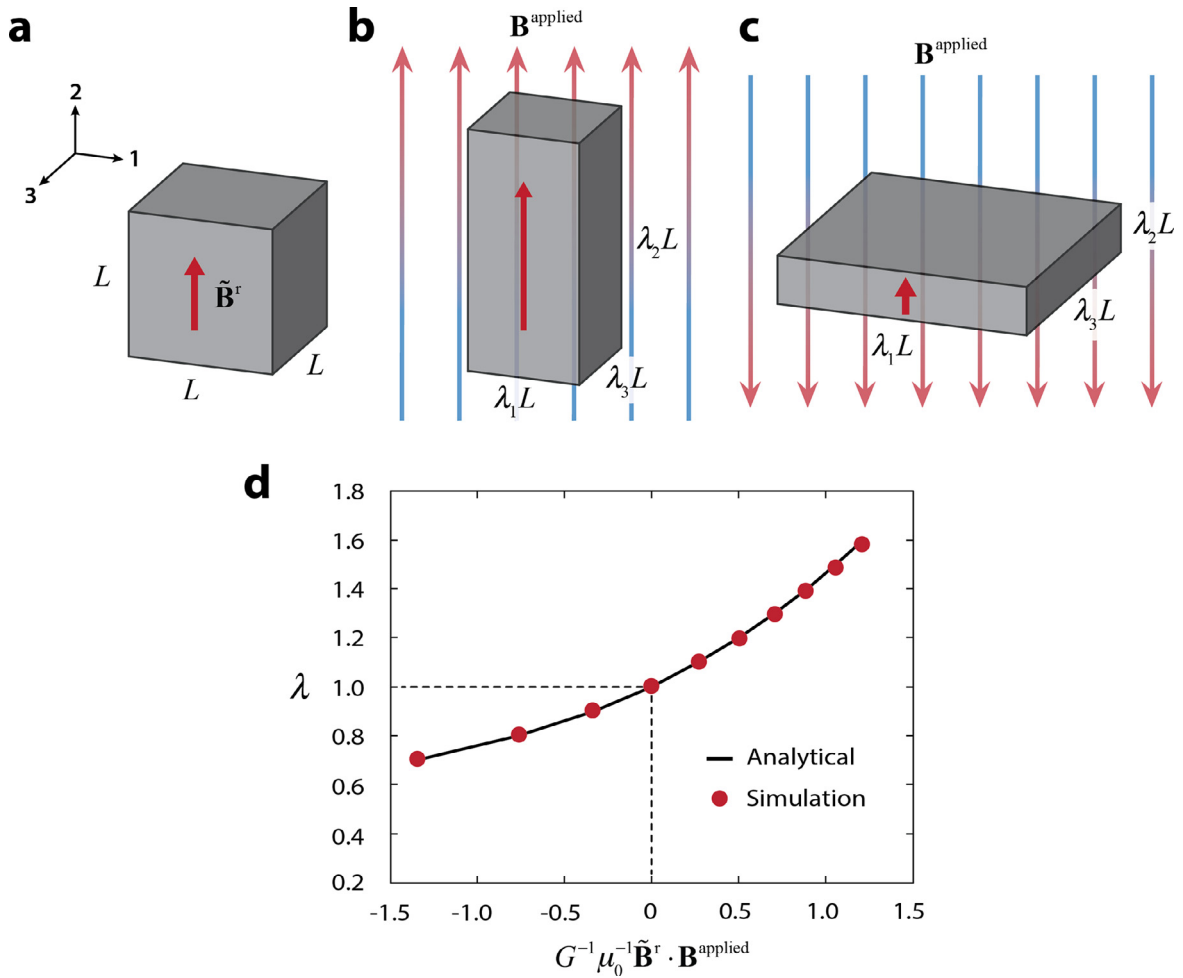 a
2
1
3
L
B̃ʳ
L
L
b
B^applied
λ₂L
λ₃L
λ₁L
c
B^applied
λ₂L
λ₃L
λ₁L
d
1.8
1.6
1.4
1.2
1.0
0.8
0.6
0.4
0.2
λ
Analytical
Simulation
-1.5 -1.0 -0.5 0 0.5 1.0 1.5
G⁻¹μ₀⁻¹B̃ʳ · B^applied